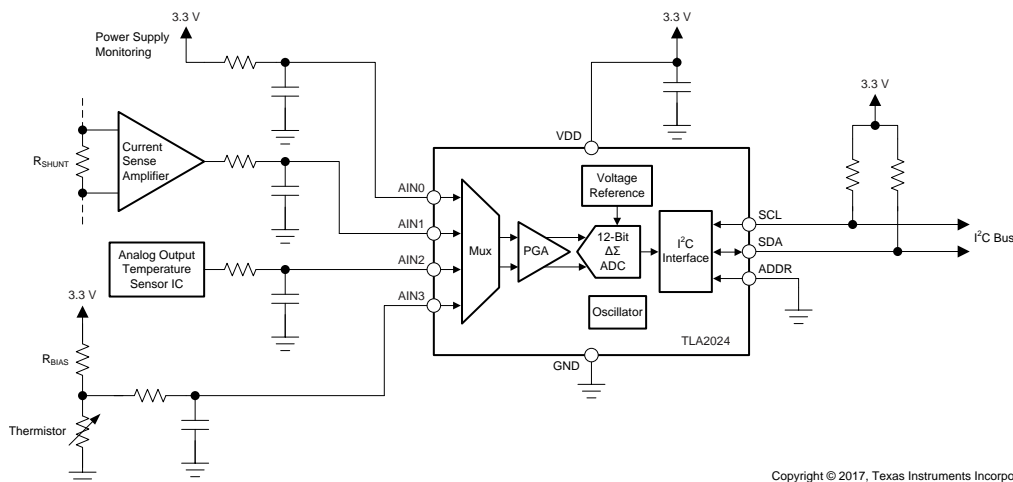 3.3 V
Power Supply
Monitoring
3.3 V
3.3 V
R_SHUNT
Current
Sense
Amplifier
VDD
Voltage
Reference
AIN0
AIN1
AIN2
AIN3
Mux
PGA
12-Bit
ΔΣ
ADC
I²C
Interface
SCL
SDA
ADDR
I²C Bus
Analog Output
Temperature
Sensor IC
3.3 V
Oscillator
TLA2024
GND
R_BIAS
Thermistor
Copyright © 2017, Texas Instruments Incorpo